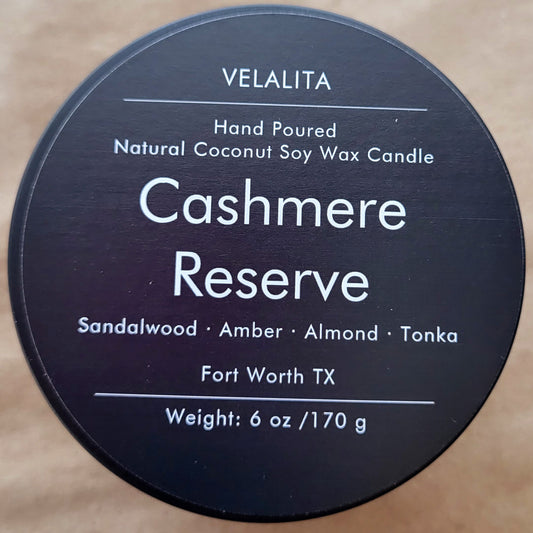 VELALITA
Hand Poured
Natural Coconut Soy Wax Candle
Cashmere
Reserve
Sandalwood · Amber · Almond · Tonka
Fort Worth TX
Weight: 6 oz /170 g